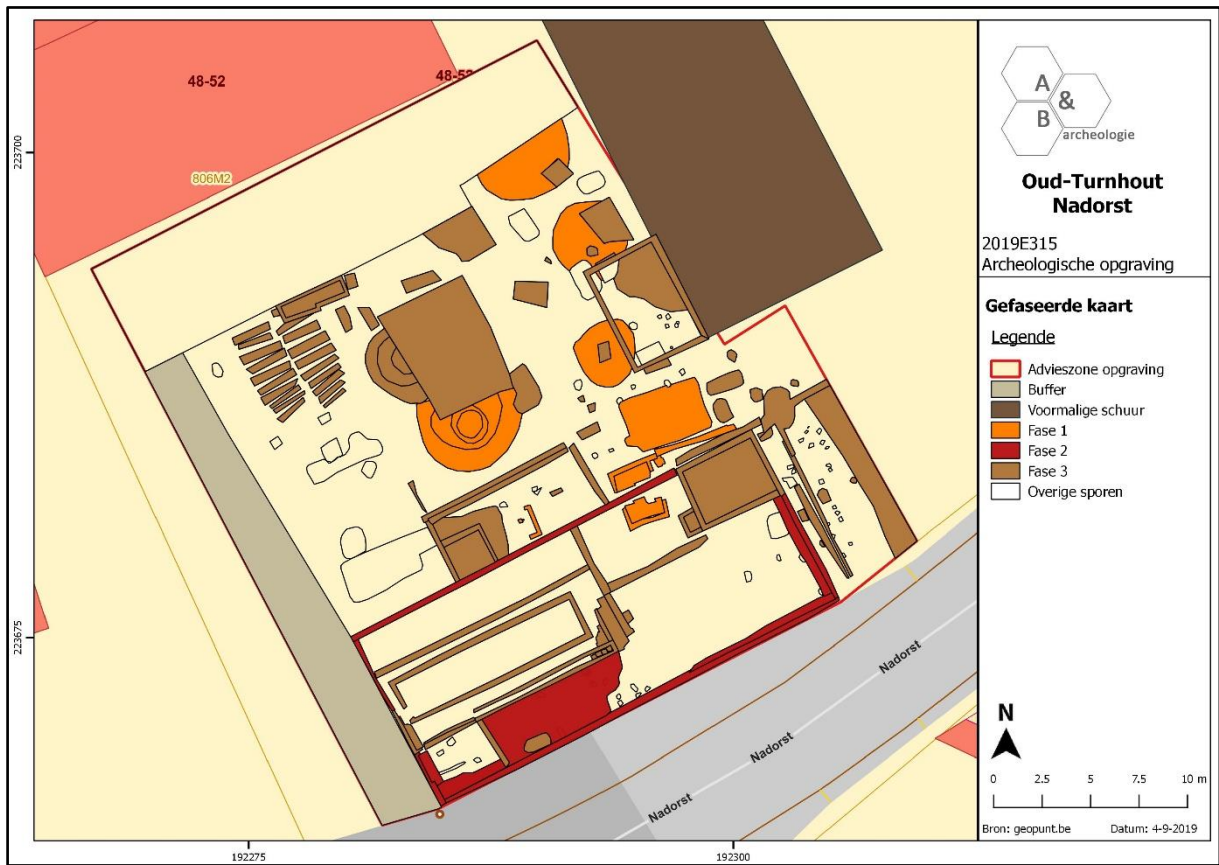 48-52
48-52
806M2
Nadorst
Nadorst
Nadorst
223700
223675
192275
192300
A
&
B
archeologie
Oud-Turnhout
Nadorst
2019E315
Archeologische opgraving
Gefaseerde kaart
Legende
Advieszone opgraving
Buffer
Voormalige schuur
Fase 1
Fase 2
Fase 3
Overige sporen
N
0 2.5 5 7.5 10 m
Bron: geopunt.be Datum: 4-9-2019